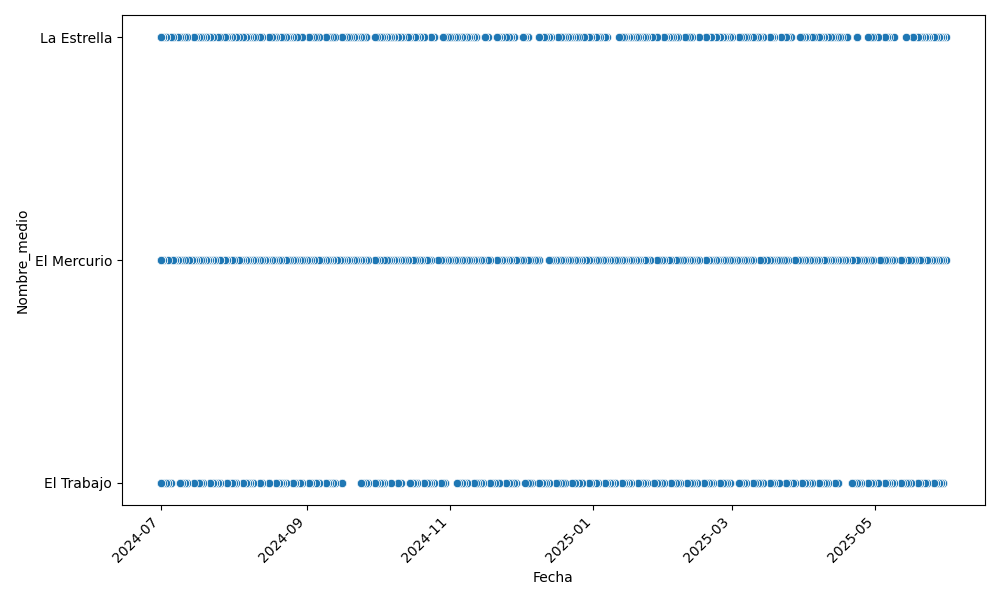 La Estrella
El Mercurio
El Trabajo
Nombre_medio
2024-07
2024-09
2024-11
2025-01
2025-03
2025-05
Fecha